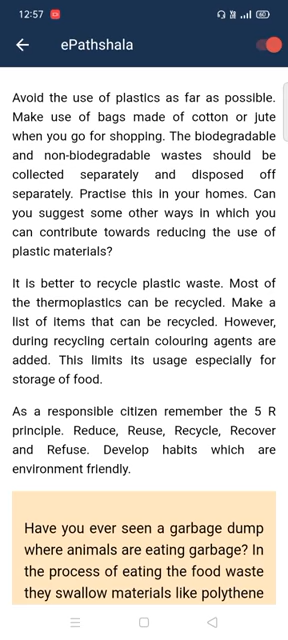 12:57
ePathshala
Avoid the use of plastics as far as possible.
Make use of bags made of cotton or jute
when you go for shopping. The biodegradable
and non-biodegradable wastes should be
collected separately and disposed off
separately. Practise this in your homes. Can
you suggest some other ways in which you
can contribute towards reducing the use of
plastic materials?
It is better to recycle plastic waste. Most of
the thermoplastics can be recycled. Make a
list of items that can be recycled. However,
during recycling certain colouring agents are
added. This limits its usage especially for
storage of food.
As a responsible citizen remember the 5 R
principle. Reduce, Reuse, Recycle, Recover
and Refuse. Develop habits which are
environment friendly.
Have you ever seen a garbage dump
where animals are eating garbage? In
the process of eating the food waste
they swallow materials like polythene